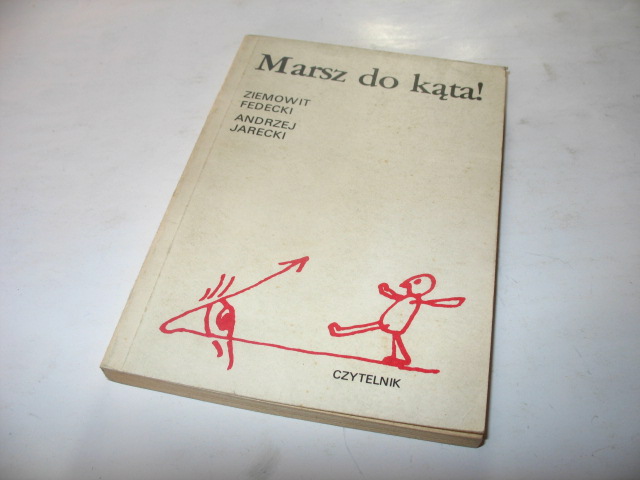 Marsz do kąta!
ZIEMOWIT
FEDECKI
ANDRZEJ
JARECKI
CZYTELNIK